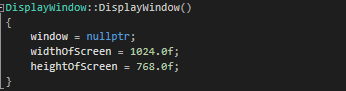 DisplayWindow::DisplayWindow()
{
window = nullptr;
widthOfScreen = 1024.0f;
heightOfScreen = 768.0f;
}